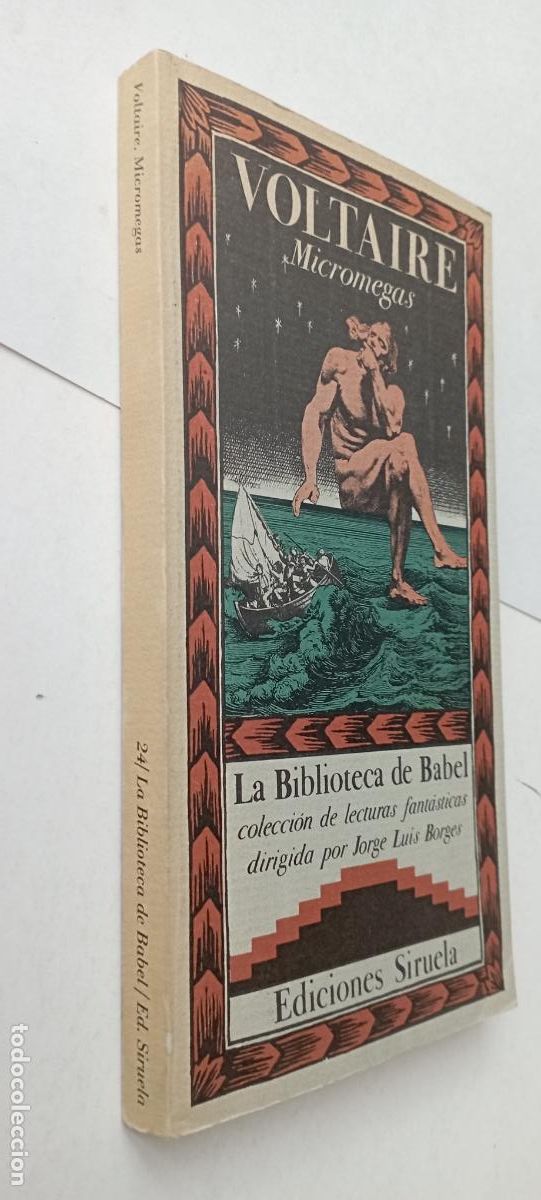 Voltaire. Micromegas
24/ La Biblioteca de Babel / Ed. Siruela
VOLTAIRE
Micromegas
La Biblioteca de Babel
colección de lecturas fantásticas
dirigida por Jorge Luis Borges
Ediciones Siruela
todocoleccion